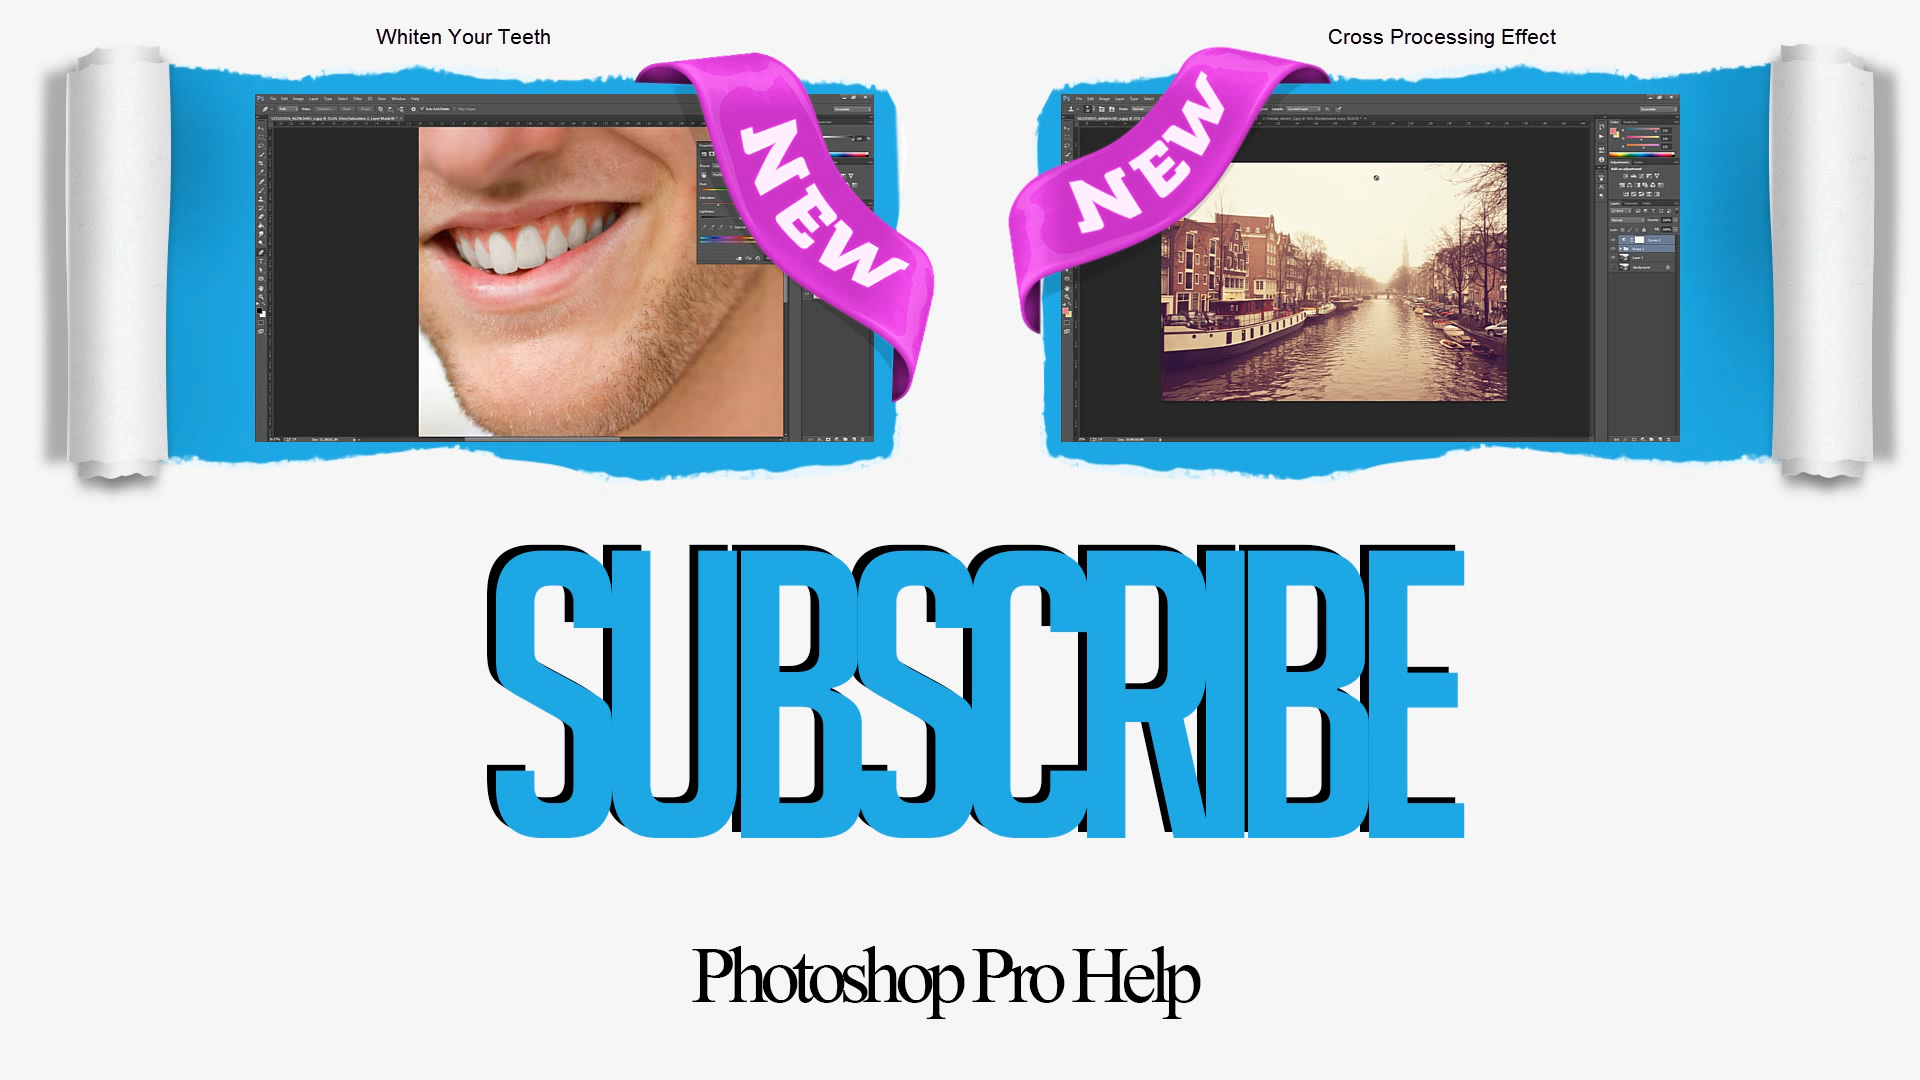 Whiten Your Teeth
Cross Processing Effect
NEW
NEW
SUBSCRIBE
Photoshop Pro Help